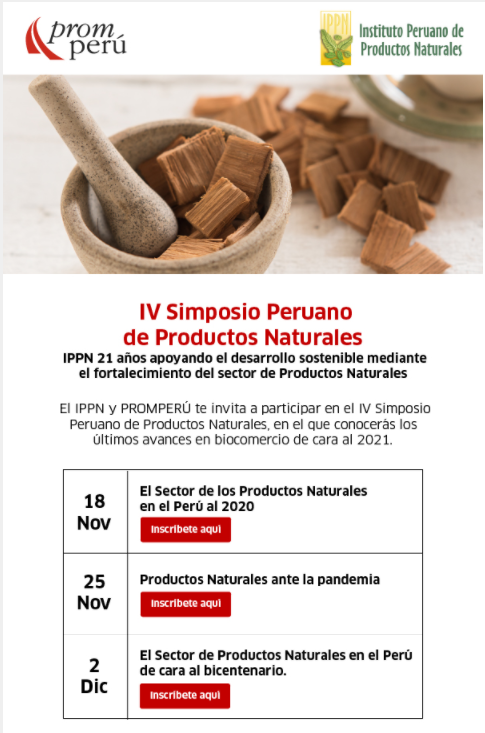 prom
perú
IPPN
Instituto Peruano de
Productos Naturales
IV Simposio Peruano
de Productos Naturales
IPPN 21 años apoyando el desarrollo sostenible mediante
el fortalecimiento del sector de Productos Naturales
El IPPN y PROMPERÚ te invita a participar en el IV Simposio
Peruano de Productos Naturales, en el que conocerás los
últimos avances en biocomercio de cara al 2021.
18
Nov
El Sector de los Productos Naturales
en el Perú al 2020
Inscríbete aquí
25
Nov
Productos Naturales ante la pandemia
Inscríbete aquí
2
Dic
El Sector de Productos Naturales en el Perú
de cara al bicentenario.
Inscríbete aquí